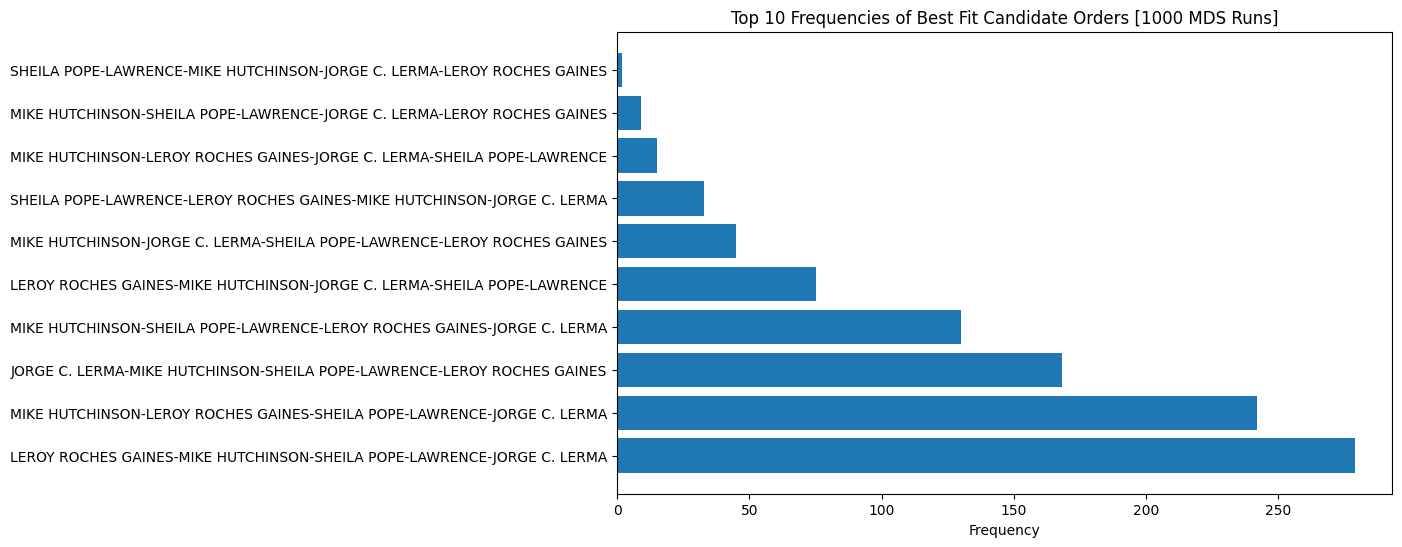 Top 10 Frequencies of Best Fit Candidate Orders [1000 MDS Runs]
SHEILA POPE-LAWRENCE-MIKE HUTCHINSON-JORGE C. LERMA-LEROY ROCHES GAINES
MIKE HUTCHINSON-SHEILA POPE-LAWRENCE-JORGE C. LERMA-LEROY ROCHES GAINES
MIKE HUTCHINSON-LEROY ROCHES GAINES-JORGE C. LERMA-SHEILA POPE-LAWRENCE
SHEILA POPE-LAWRENCE-LEROY ROCHES GAINES-MIKE HUTCHINSON-JORGE C. LERMA
MIKE HUTCHINSON-JORGE C. LERMA-SHEILA POPE-LAWRENCE-LEROY ROCHES GAINES
LEROY ROCHES GAINES-MIKE HUTCHINSON-JORGE C. LERMA-SHEILA POPE-LAWRENCE
MIKE HUTCHINSON-SHEILA POPE-LAWRENCE-LEROY ROCHES GAINES-JORGE C. LERMA
JORGE C. LERMA-MIKE HUTCHINSON-SHEILA POPE-LAWRENCE-LEROY ROCHES GAINES
MIKE HUTCHINSON-LEROY ROCHES GAINES-SHEILA POPE-LAWRENCE-JORGE C. LERMA
LEROY ROCHES GAINES-MIKE HUTCHINSON-SHEILA POPE-LAWRENCE-JORGE C. LERMA
0 50 100 150 200 250
Frequency